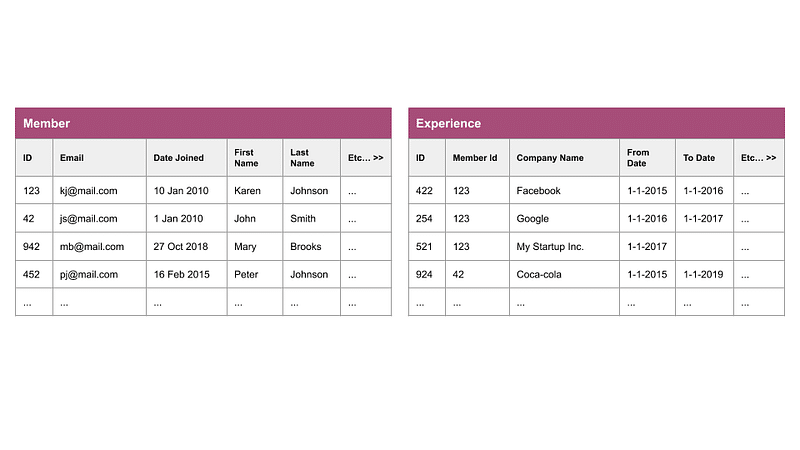 Member
ID Email Date Joined First Name Last Name Etc... >>
123 kj@mail.com 10 Jan 2010 Karen Johnson ...
42 js@mail.com 1 Jan 2010 John Smith ...
942 mb@mail.com 27 Oct 2018 Mary Brooks ...
452 pj@mail.com 16 Feb 2015 Peter Johnson ...
... ... ... ... ... ...
Experience
ID Member Id Company Name From Date To Date Etc... >>
422 123 Facebook 1-1-2015 1-1-2016 ...
254 123 Google 1-1-2016 1-1-2017 ...
521 123 My Startup Inc. 1-1-2017 ...
924 42 Coca-cola 1-1-2015 1-1-2019 ...
... ... ... ... ... ...